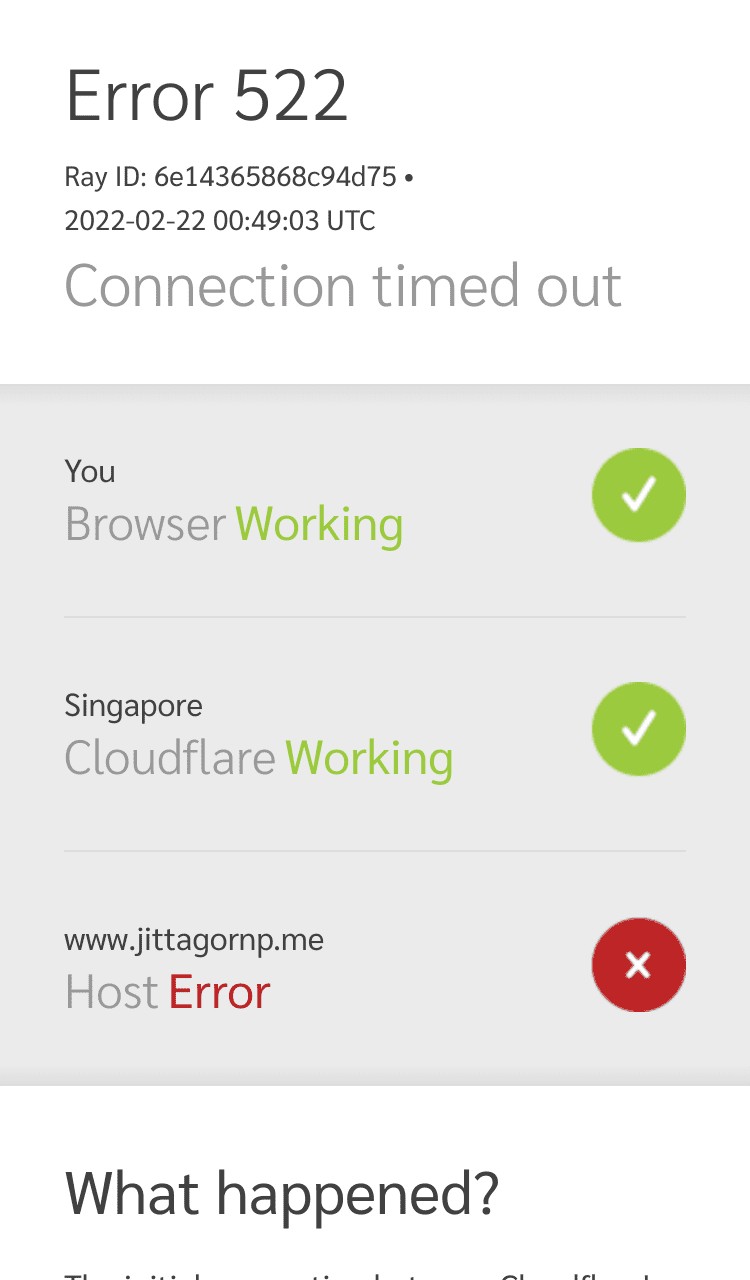 Error 522
Ray ID: 6e14365868c94d75 •
2022-02-22 00:49:03 UTC
Connection timed out
You
Browser Working
Singapore
Cloudflare Working
www.jittagornp.me
Host Error
What happened?